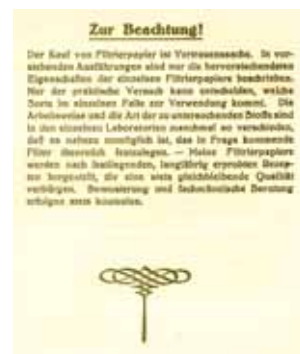 Zur Beachtung!
Der Kauf von Filtrierpapier ist Vertrauenssache. In vor-
stehenden Ausführungen sind nur die hervorstechendsten
Eigenschaften der einzelnen Filtrierpapiere beschrieben.
Nur der praktische Versuch kann entscheiden, welche
Sorte im einzelnen Falle zur Verwendung kommt. Die
Arbeitsweise und die Art der zu untersuchenden Stoffe sind
in den einzelnen Laboratorien manchmal so verschieden,
daß es nahezu unmöglich ist, das in Frage kommende
Filter theoretisch festzulegen. — Meine Filtrierpapiere
werden nach feststehenden, langjährig erprobten Rezep-
ten hergestellt, die eine stets gleichbleibende Qualität
verbürgen. Bemusterung und fachtechnische Beratung
erfolgen stets kostenlos.